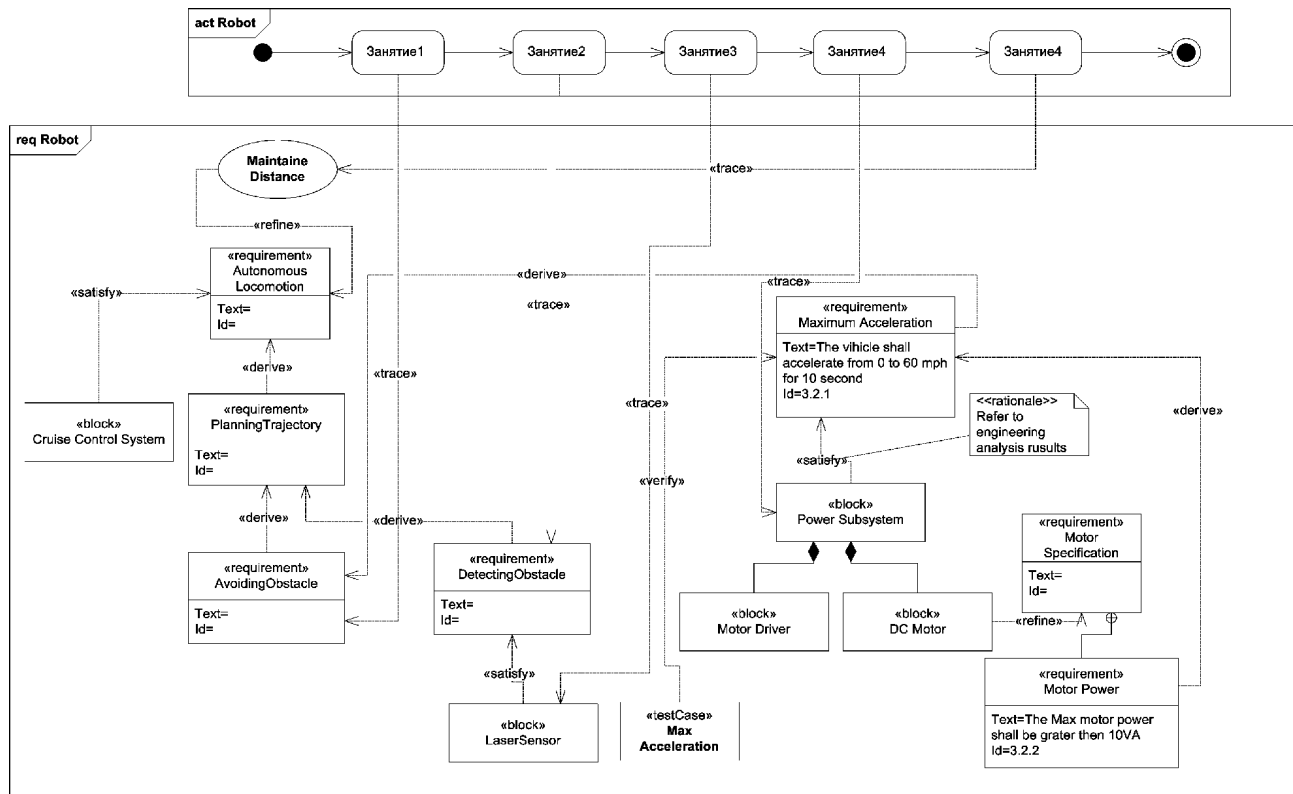 act Robot
Занятие1
Занятие2
Занятие3
Занятие4
Занятие4
req Robot
Maintaine
Distance
«trace»
«refine»
«requirement»
Autonomous
Locomotion
Text=
Id=
«satisfy»
«derive»
«trace»
«trace»
«requirement»
Maximum Acceleration
Text=The vihicle shall
accelerate from 0 to 60 mph
for 10 second
Id=3.2.1
«derive»
«trace»
«block»
Cruise Control System
«requirement»
PlanningTrajectory
Text=
Id=
«trace»
<<rationale>>
Refer to
engineering
analysis rusults
«derive»
«satisfy»
«verify»
«block»
Power Subsystem
«derive»
«derive»
«requirement»
Motor
Specification
Text=
Id=
«requirement»
AvoidingObstacle
Text=
Id=
«requirement»
DetectingObstacle
Text=
Id=
«block»
Motor Driver
«block»
DC Motor
«refine»
«satisfy»
«requirement»
Motor Power
Text=The Max motor power
shall be grater then 10VA
Id=3.2.2
«block»
LaserSensor
«testCase»
Max
Acceleration